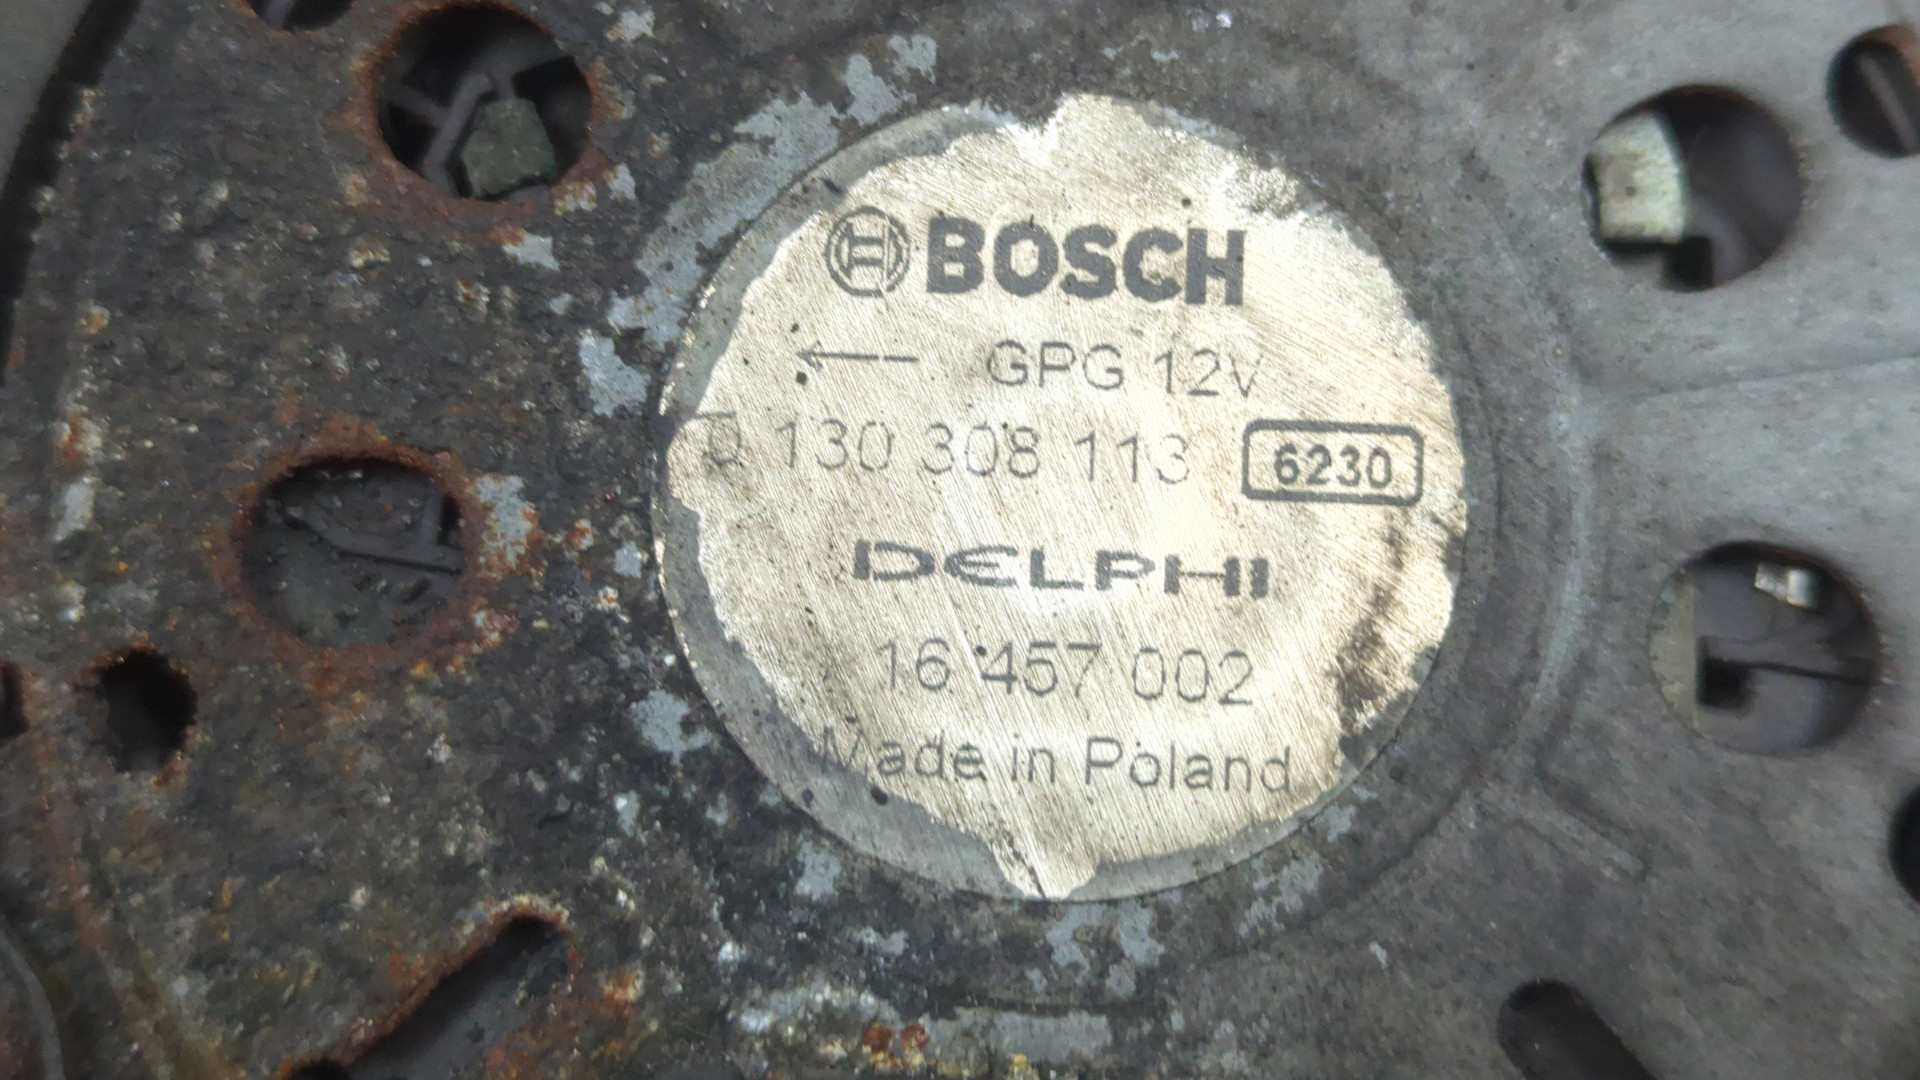 BOSCH
← GPG 12V
0 130 308 113 6230
DELPHI
16 457 002
Made in Poland